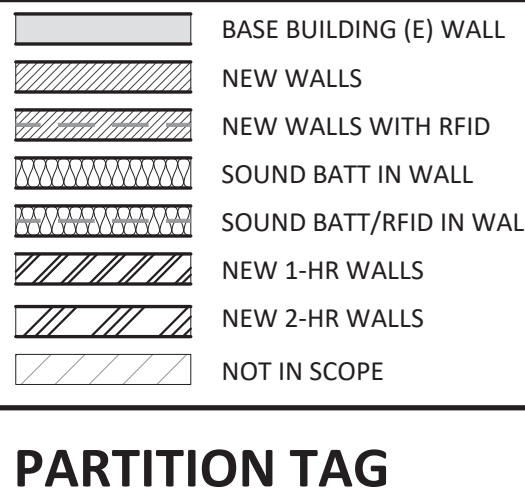 BASE BUILDING (E) WALL
NEW WALLS
NEW WALLS WITH RFID
SOUND BATT IN WALL
SOUND BATT/RFID IN WAL
NEW 1-HR WALLS
NEW 2-HR WALLS
NOT IN SCOPE
PARTITION TAG